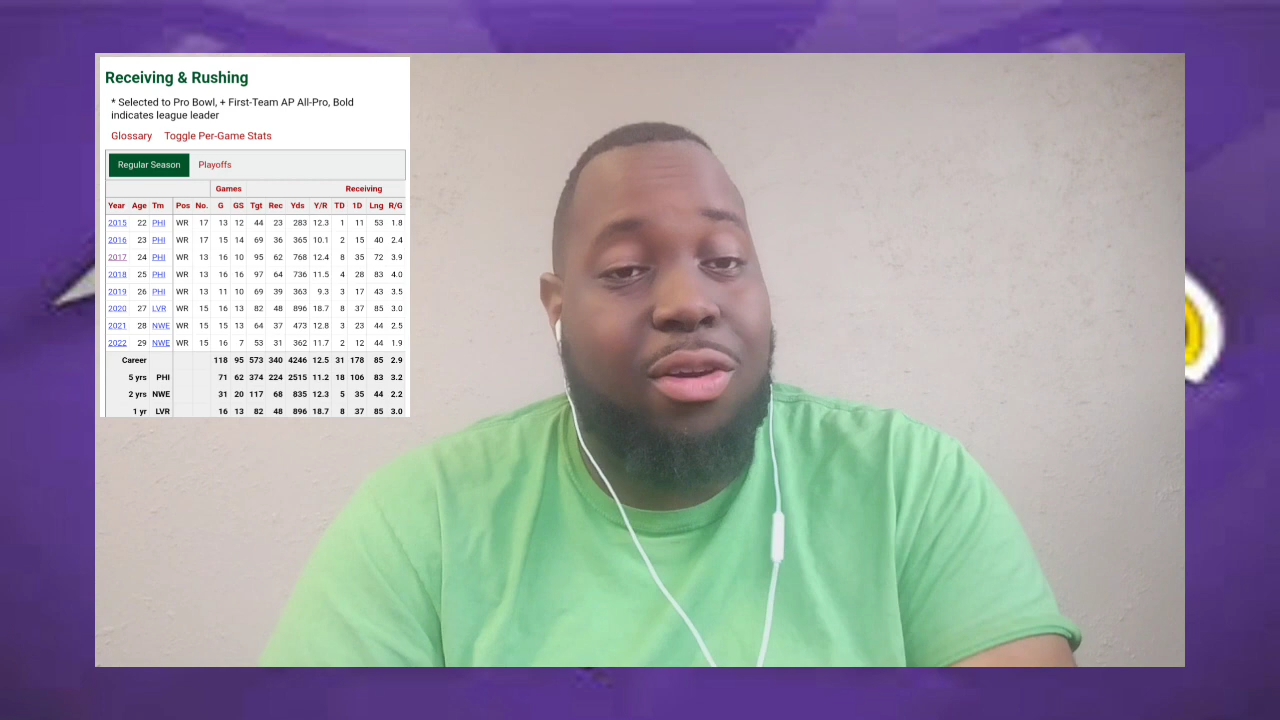 Receiving & Rushing
* Selected to Pro Bowl, + First-Team AP All-Pro, Bold
indicates league leader
Glossary Toggle Per-Game Stats
Regular Season Playoffs
Games Receiving
Year Age Tm Pos No. G GS Tgt Rec Yds Y/R TD 1D Lng R/G
2015 22 PHI WR 17 13 12 44 23 283 12.3 1 11 53 1.8
2016 23 PHI WR 17 15 14 69 36 365 10.1 2 15 40 2.4
2017 24 PHI WR 13 16 10 95 62 768 12.4 8 35 72 3.9
2018 25 PHI WR 13 16 16 97 64 736 11.5 4 28 83 4.0
2019 26 PHI WR 13 11 10 69 39 363 9.3 3 17 43 3.5
2020 27 LVR WR 15 16 13 82 48 896 18.7 8 37 85 3.0
2021 28 NWE WR 15 15 13 64 37 473 12.8 3 23 44 2.5
2022 29 NWE WR 15 16 7 53 31 362 11.7 2 12 44 1.9
Career 118 95 573 340 4246 12.5 31 178 85 2.9
5 yrs PHI 71 62 374 224 2515 11.2 18 106 83 3.2
2 yrs NWE 31 20 117 68 835 12.3 5 35 44 2.2
1 yr LVR 16 13 82 48 896 18.7 8 37 85 3.0